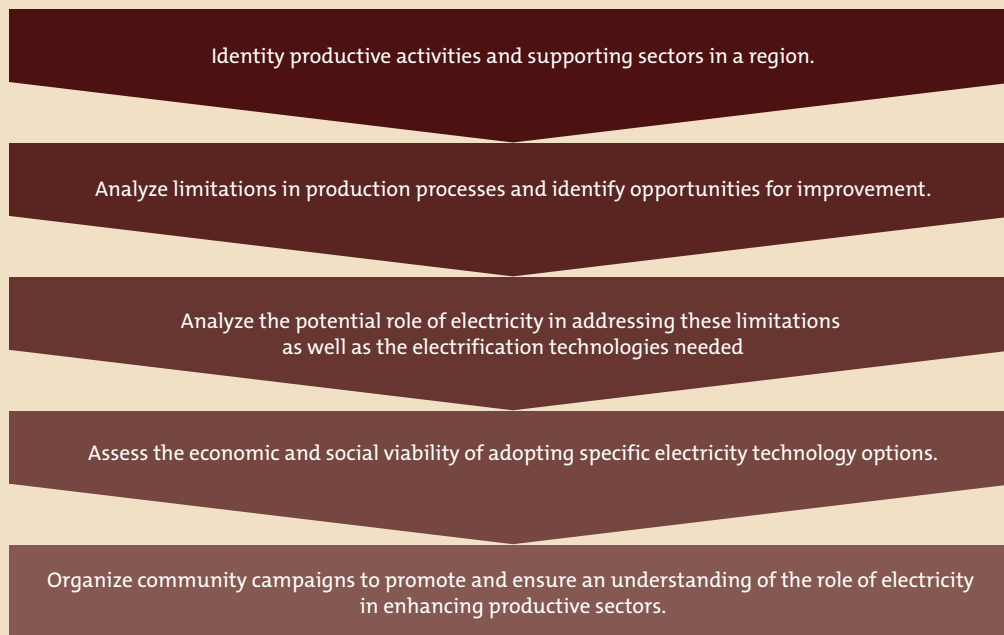 Identity productive activities and supporting sectors in a region.
Analyze limitations in production processes and identify opportunities for improvement.
Analyze the potential role of electricity in addressing these limitations
as well as the electrification technologies needed
Assess the economic and social viability of adopting specific electricity technology options.
Organize community campaigns to promote and ensure an understanding of the role of electricity
in enhancing productive sectors.